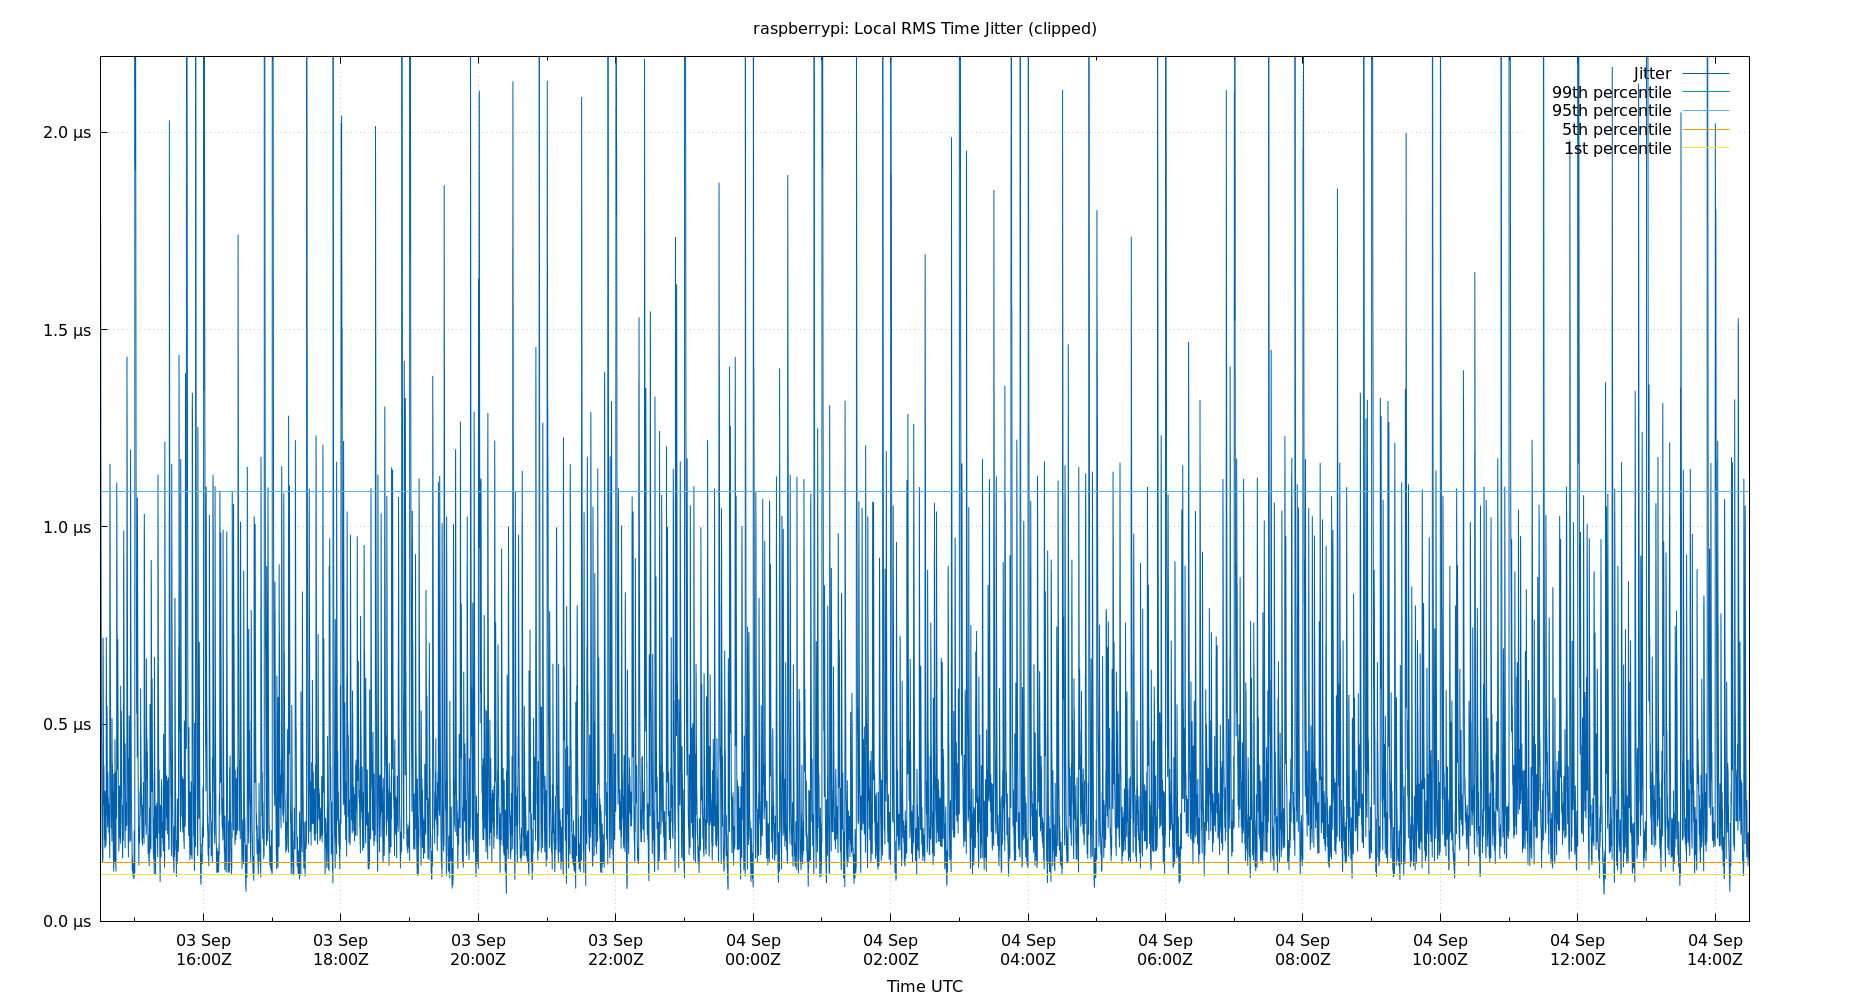 raspberrypi: Local RMS Time Jitter (clipped)
Jitter
99th percentile
95th percentile
5th percentile
1st percentile
2.0 µs
1.5 µs
1.0 µs
0.5 µs
0.0 µs
03 Sep 03 Sep 03 Sep 03 Sep 04 Sep 04 Sep 04 Sep 04 Sep 04 Sep 04 Sep 04 Sep 04 Sep
16:00Z 18:00Z 20:00Z 22:00Z 00:00Z 02:00Z 04:00Z 06:00Z 08:00Z 10:00Z 12:00Z 14:00Z
Time UTC